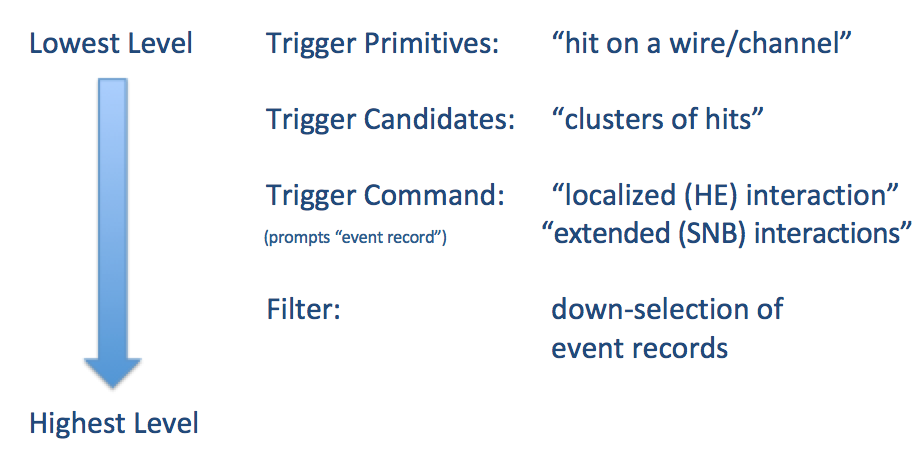 Lowest Level
Trigger Primitives: “hit on a wire/channel”
Trigger Candidates: “clusters of hits”
Trigger Command: “localized (HE) interaction”
(prompts “event record”) “extended (SNB) interactions”
Filter: down-selection of
event records
Highest Level